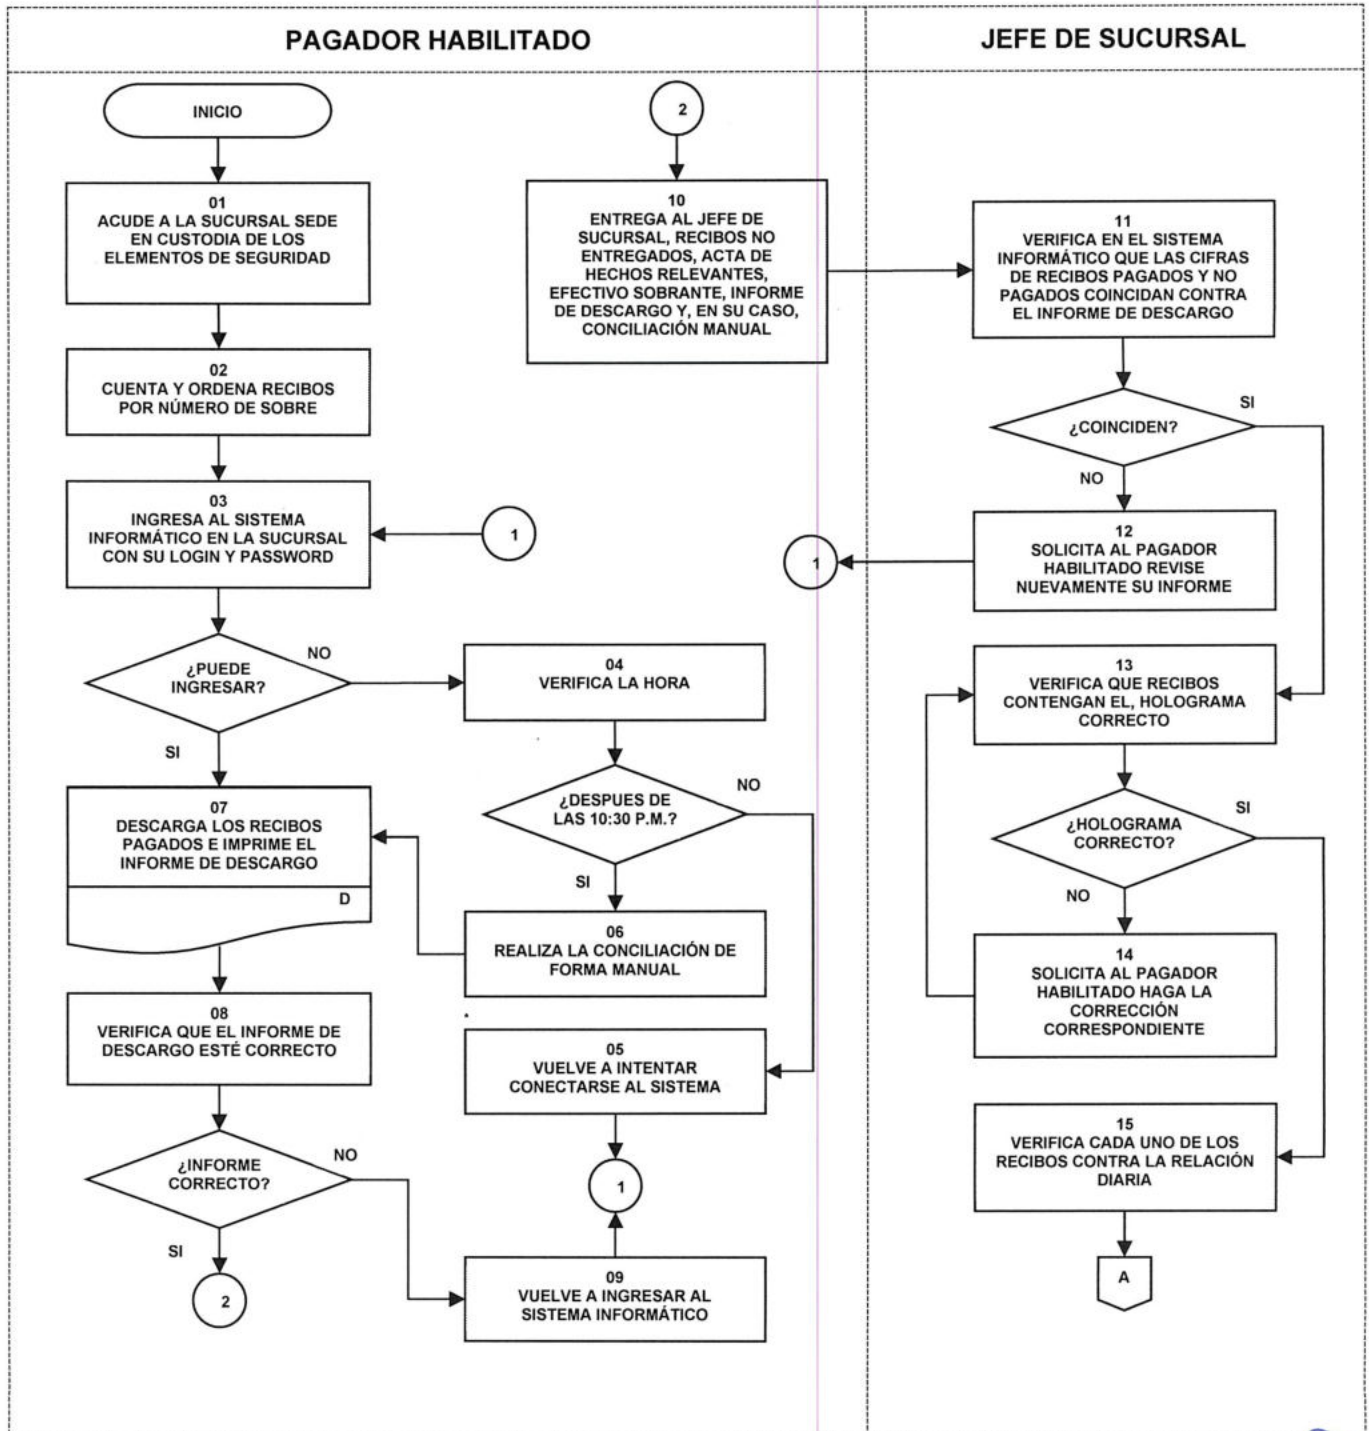 PAGADOR HABILITADO
JEFE DE SUCURSAL
INICIO
01
ACUDE A LA SUCURSAL SEDE
EN CUSTODIA DE LOS
ELEMENTOS DE SEGURIDAD
02
CUENTA Y ORDENA RECIBOS
POR NÚMERO DE SOBRE
03
INGRESA AL SISTEMA
INFORMÁTICO EN LA SUCURSAL
CON SU LOGIN Y PASSWORD
1
¿PUEDE
INGRESAR?
NO
SI
04
VERIFICA LA HORA
¿DESPUES DE
LAS 10:30 P.M.?
NO
SI
07
DESCARGA LOS RECIBOS
PAGADOS E IMPRIME EL
INFORME DE DESCARGO
D
06
REALIZA LA CONCILIACIÓN DE
FORMA MANUAL
08
VERIFICA QUE EL INFORME DE
DESCARGO ESTÉ CORRECTO
05
VUELVE A INTENTAR
CONECTARSE AL SISTEMA
1
¿INFORME
CORRECTO?
NO
SI
2
09
VUELVE A INGRESAR AL
SISTEMA INFORMÁTICO
2
10
ENTREGA AL JEFE DE
SUCURSAL, RECIBOS NO
ENTREGADOS, ACTA DE
HECHOS RELEVANTES,
EFECTIVO SOBRANTE, INFORME
DE DESCARGO Y, EN SU CASO,
CONCILIACIÓN MANUAL
11
VERIFICA EN EL SISTEMA
INFORMÁTICO QUE LAS CIFRAS
DE RECIBOS PAGADOS Y NO
PAGADOS COINCIDAN CONTRA
EL INFORME DE DESCARGO
¿COINCIDEN?
SI
NO
12
SOLICITA AL PAGADOR
HABILITADO REVISE
NUEVAMENTE SU INFORME
1
13
VERIFICA QUE RECIBOS
CONTENGAN EL, HOLOGRAMA
CORRECTO
¿HOLOGRAMA
CORRECTO?
SI
NO
14
SOLICITA AL PAGADOR
HABILITADO HAGA LA
CORRECCIÓN
CORRESPONDIENTE
15
VERIFICA CADA UNO DE LOS
RECIBOS CONTRA LA RELACIÓN
DIARIA
A